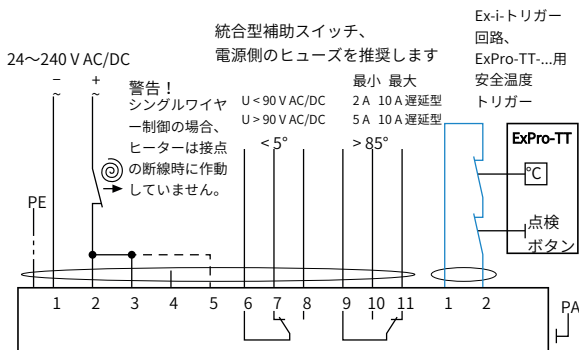 24～240 V AC/DC
− +
~ ~
警告！
シングルワイヤ
ー制御の場合、
ヒーターは接点
の断線時に作動
していません。
統合型補助スイッチ、
電源側のヒューズを推奨します
最小 最大
U < 90 V AC/DC 2 A 10 A 遅延型
U > 90 V AC/DC 5 A 10 A 遅延型
< 5° > 85°
Ex-i-トリガー
回路、
ExPro-TT-...用
安全温度
トリガー
ExPro-TT
°C
点検
ボタン
PE
1 2 3 4 5 6 7 8 9 10 11 1 2
PA